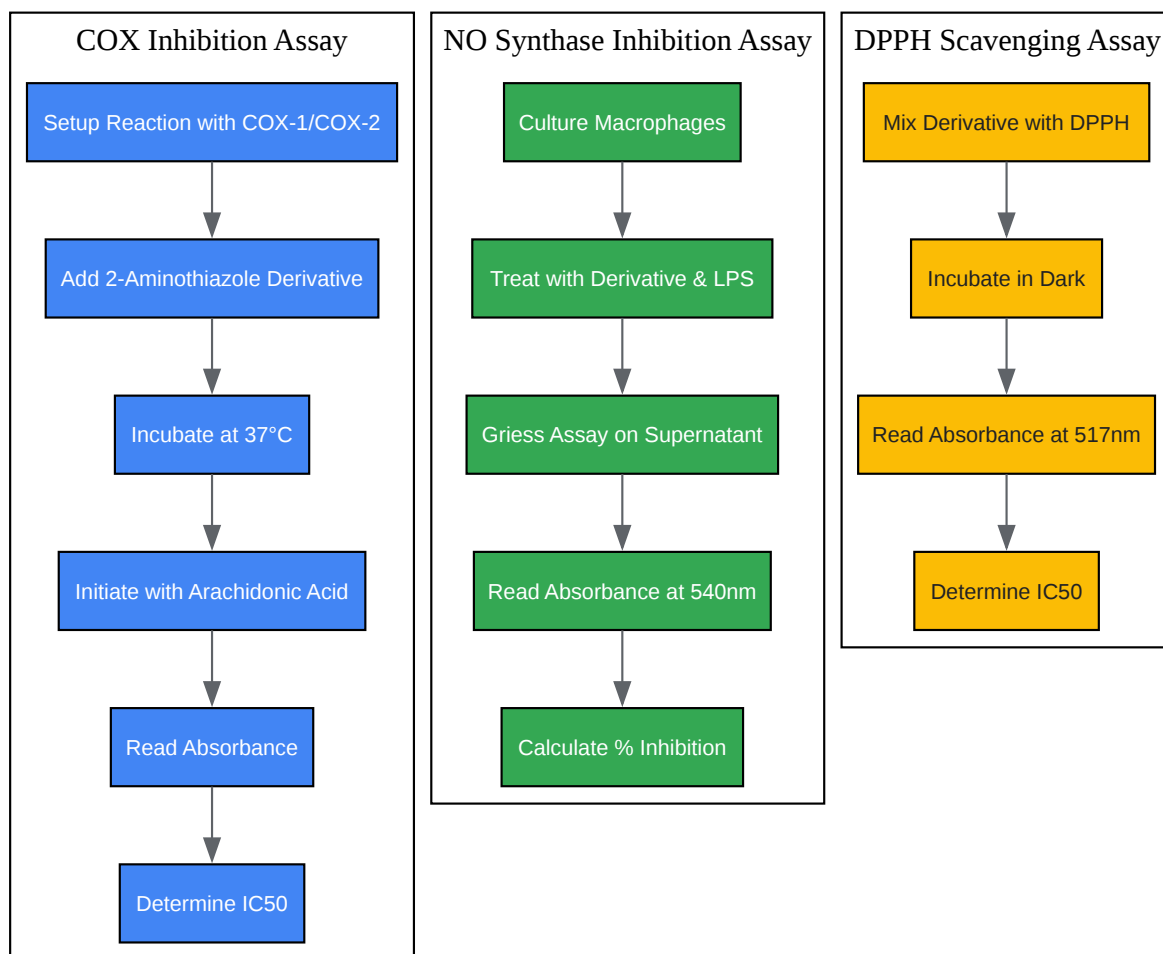 COX Inhibition Assay
Setup Reaction with COX-1/COX-2
Add 2-Aminothiazole Derivative
Incubate at 37°C
Initiate with Arachidonic Acid
Read Absorbance
Determine IC50
NO Synthase Inhibition Assay
Culture Macrophages
Treat with Derivative & LPS
Griess Assay on Supernatant
Read Absorbance at 540nm
Calculate % Inhibition
DPPH Scavenging Assay
Mix Derivative with DPPH
Incubate in Dark
Read Absorbance at 517nm
Determine IC50